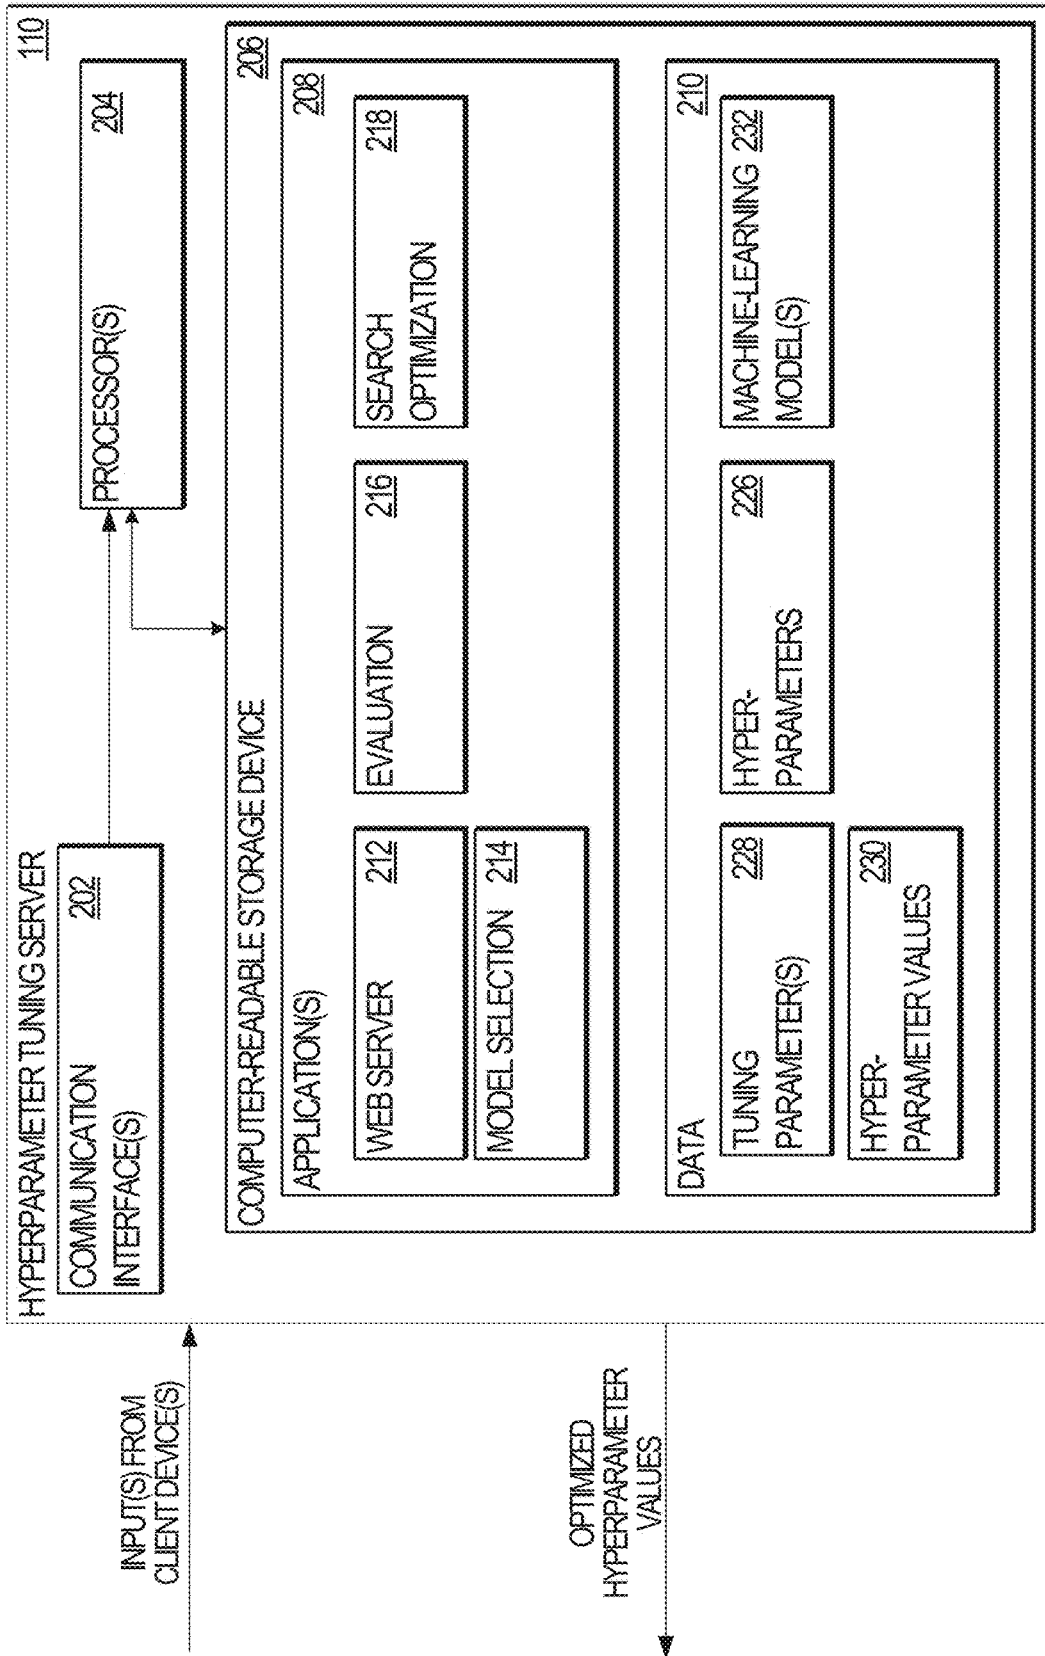 INPUT(S) FROM
CLIENT DEVICE(S)
OPTIMIZED
HYPERPARAMETER
VALUES
HYPERPARAMETER TUNING SERVER
110
COMMUNICATION
INTERFACE(S)
202
PROCESSOR(S)
204
COMPUTER-READABLE STORAGE DEVICE
206
APPLICATION(S)
208
WEB SERVER
212
MODEL SELECTION
214
EVALUATION
216
SEARCH
OPTIMIZATION
218
DATA
210
TUNING
PARAMETER(S)
228
HYPER-
PARAMETER VALUES
230
HYPER-
PARAMETERS
226
MACHINE-LEARNING
MODEL(S)
232